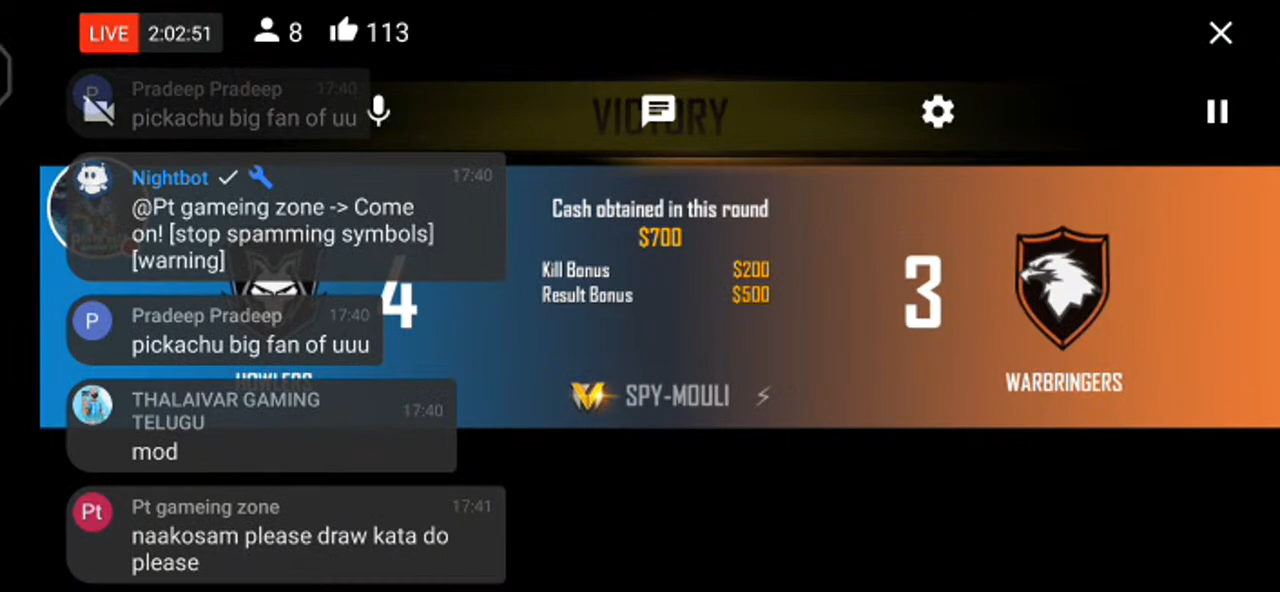 LIVE 2:02:51 8 113
Pradeep Pradeep 17:40
pickachu big fan of uu
VICTORY
Nightbot 17:40
@Pt gameing zone -> Come
on! [stop spamming symbols]
[warning]
Cash obtained in this round
$700
Kill Bonus $200
Result Bonus $500
4
3
Pradeep Pradeep 17:40
pickachu big fan of uuu
HOWLERS
WARBRINGERS
SPY-MOULI
THALAIVAR GAMING
TELUGU 17:40
mod
Pt gameing zone 17:41
naakosam please draw kata do
please